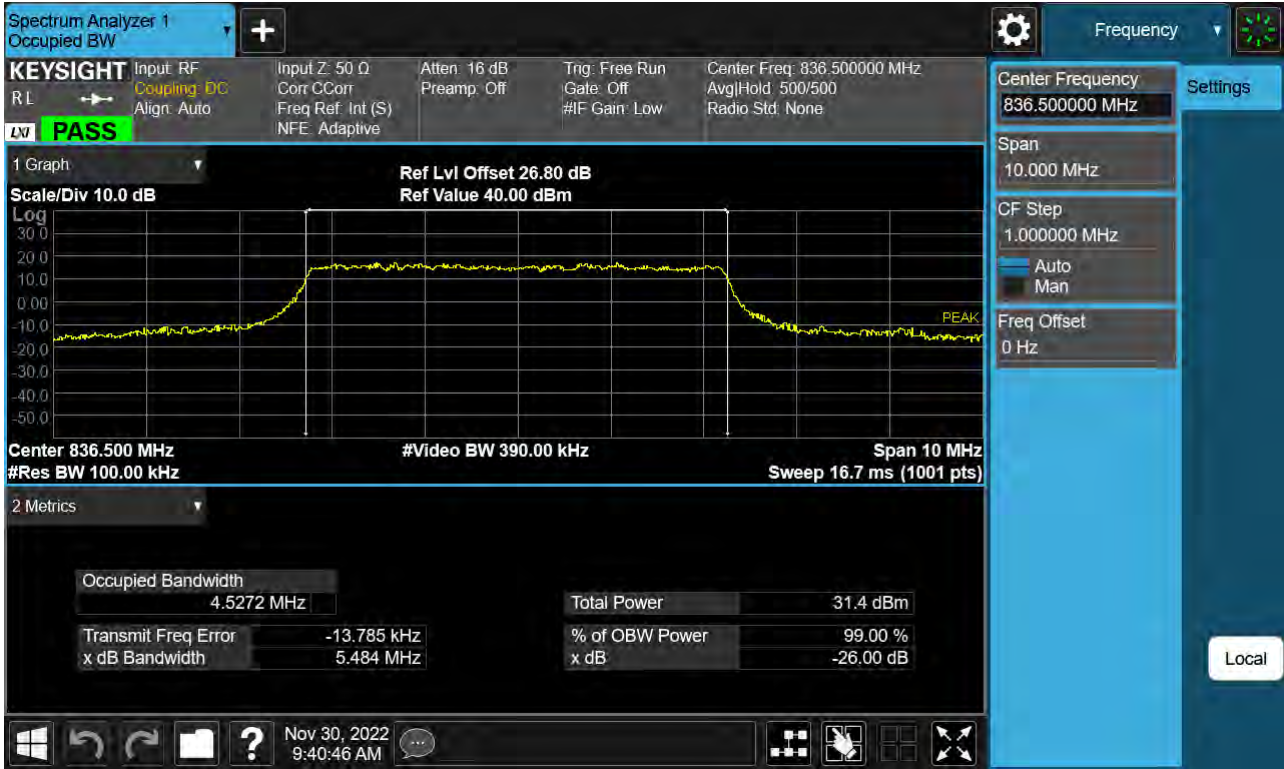 Spectrum Analyzer 1
Occupied BW
+
Frequency
KEYSIGHT
RL
LXI PASS
Input: RF
Coupling: DC
Align: Auto
Input Z: 50 Ω
Corr CCorr
Freq Ref: Int (S)
NFE: Adaptive
Atten: 16 dB
Preamp: Off
Trig: Free Run
Gate: Off
#IF Gain: Low
Center Freq: 836.500000 MHz
Avg|Hold: 500/500
Radio Std: None
1 Graph
Scale/Div 10.0 dB
Ref Lvl Offset 26.80 dB
Ref Value 40.00 dBm
Log
30.0
20.0
10.0
0.00
-10.0
-20.0
-30.0
-40.0
-50.0
PEAK
Center 836.500 MHz
#Video BW 390.00 kHz
Span 10 MHz
#Res BW 100.00 kHz
Sweep 16.7 ms (1001 pts)
2 Metrics
Occupied Bandwidth
4.5272 MHz
Transmit Freq Error -13.785 kHz
x dB Bandwidth 5.484 MHz
Total Power 31.4 dBm
% of OBW Power 99.00 %
x dB -26.00 dB
Center Frequency
836.500000 MHz
Span
10.000 MHz
CF Step
1.000000 MHz
Auto
Man
Freq Offset
0 Hz
Settings
Local
?
Nov 30, 2022
9:40:46 AM